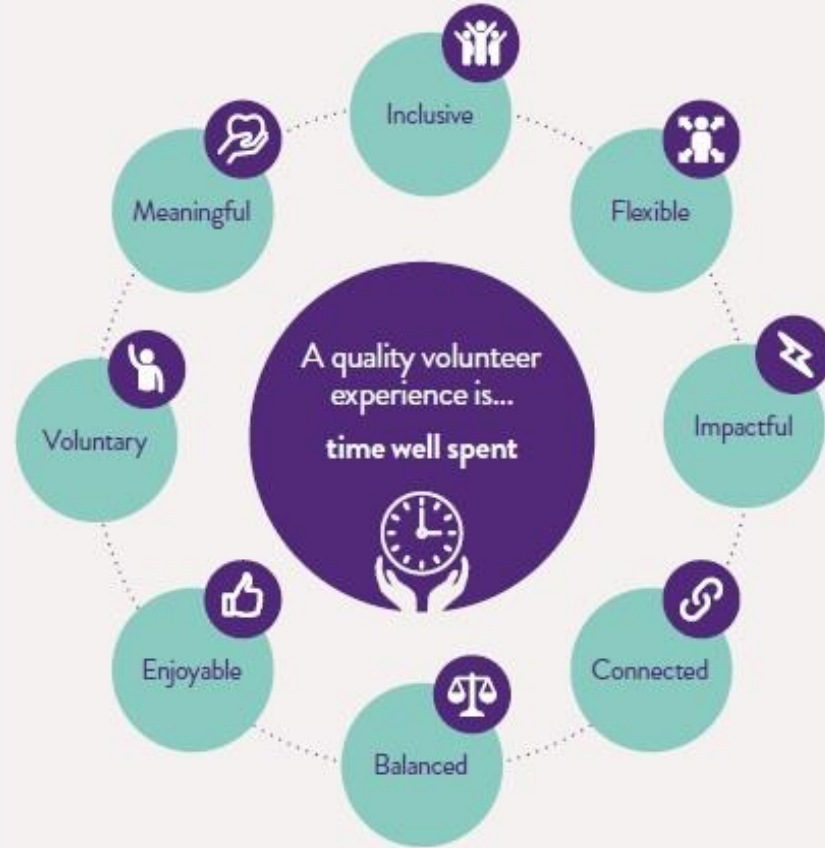 Inclusive
Meaningful
Flexible
A quality volunteer
experience is...
time well spent
Voluntary
Impactful
Enjoyable
Connected
Balanced